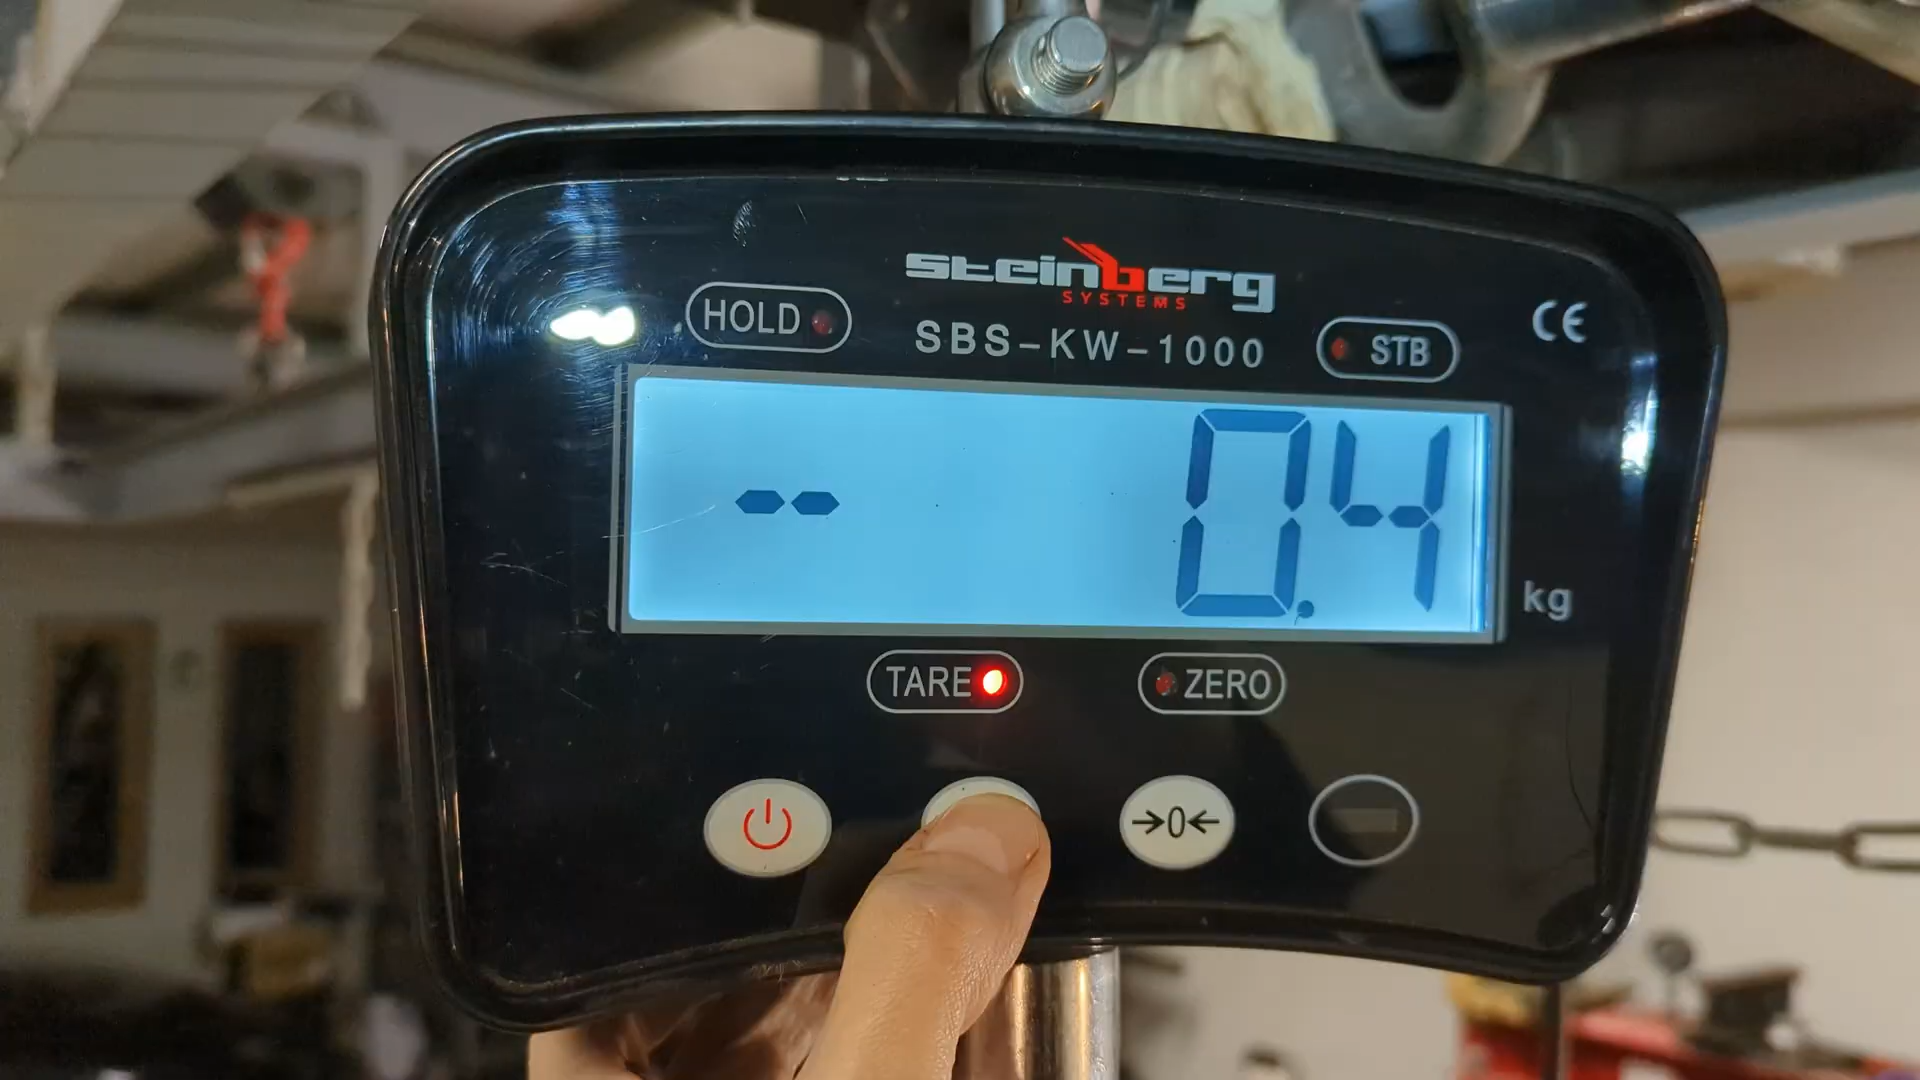 steinberg
SYSTEMS
HOLD
SBS-KW-1000
STB
CE
-- 0.4
kg
TARE
ZERO
→0←